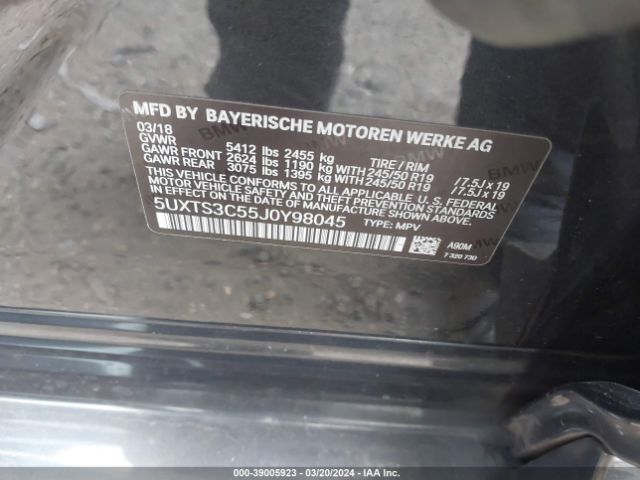 MFD BY BAYERISCHE MOTOREN WERKE AG
03/18
GVWR 5412 lbs 2455 kg TIRE / RIM
GAWR FRONT 2624 lbs 1190 kg WITH 245/50 R19 /7.5J x 19
GAWR REAR 3075 lbs 1395 kg WITH 245/50 R19 /7.5J x 19
THIS VEHICLE CONFORMS TO ALL APPLICABLE U.S. FEDERAL
MOTOR VEHICLE SAFETY AND THEFT PREVENTION STANDARDS
IN EFFECT ON THE DATE OF MANUFACTURE SHOWN ABOVE.
5UXTS3C55J0Y98045 TYPE: MPV
A90M
7 320 730
000-39005923 - 03/20/2024 - IAA Inc.